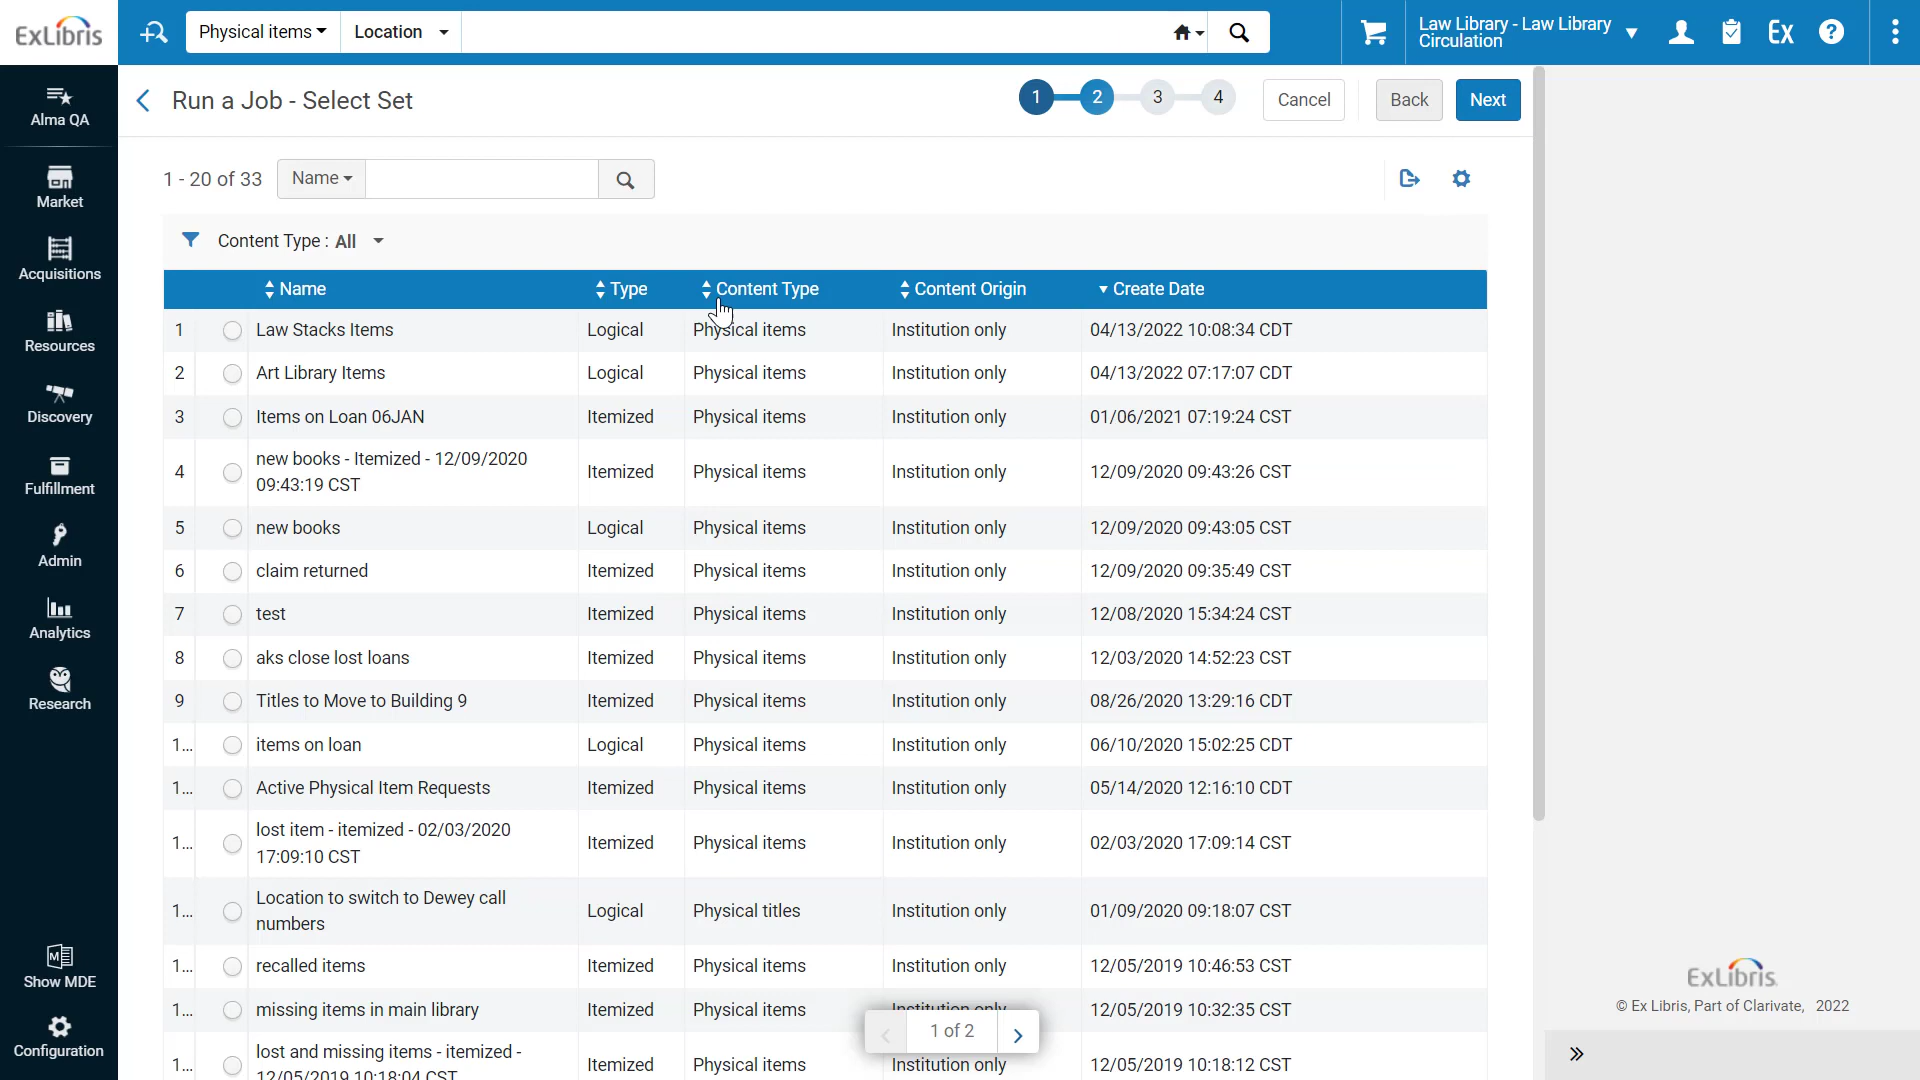 ExLibris
Physical items
Location
Law Library - Law Library
Circulation
Ex
?
Alma QA
Market
Acquisitions
Resources
Discovery
Fulfillment
Admin
Analytics
Research
Show MDE
Configuration
Run a Job - Select Set
1 2 3 4
Cancel
Back
Next
1 - 20 of 33
Name
Content Type : All
Name Type Content Type Content Origin Create Date
1 Law Stacks Items Logical Physical items Institution only 04/13/2022 10:08:34 CDT
2 Art Library Items Logical Physical items Institution only 04/13/2022 07:17:07 CDT
3 Items on Loan 06JAN Itemized Physical items Institution only 01/06/2021 07:19:24 CST
4 new books - Itemized - 12/09/2020
09:43:19 CST Itemized Physical items Institution only 12/09/2020 09:43:26 CST
5 new books Logical Physical items Institution only 12/09/2020 09:43:05 CST
6 claim returned Itemized Physical items Institution only 12/09/2020 09:35:49 CST
7 test Itemized Physical items Institution only 12/08/2020 15:34:24 CST
8 aks close lost loans Itemized Physical items Institution only 12/03/2020 14:52:23 CST
9 Titles to Move to Building 9 Itemized Physical items Institution only 08/26/2020 13:29:16 CDT
1... items on loan Logical Physical items Institution only 06/10/2020 15:02:25 CDT
1... Active Physical Item Requests Itemized Physical items Institution only 05/14/2020 12:16:10 CDT
1... lost item - itemized - 02/03/2020
17:09:10 CST Itemized Physical items Institution only 02/03/2020 17:09:14 CST
1... Location to switch to Dewey call
numbers Logical Physical titles Institution only 01/09/2020 09:18:07 CST
1... recalled items Itemized Physical items Institution only 12/05/2019 10:46:53 CST
1... missing items in main library Itemized Physical items Institution only 12/05/2019 10:32:35 CST
1... lost and missing items - itemized -
12/05/2019 10:18:04 CST Itemized Physical items Institution only 12/05/2019 10:18:12 CST
1 of 2
ExLibris
© Ex Libris, Part of Clarivate, 2022